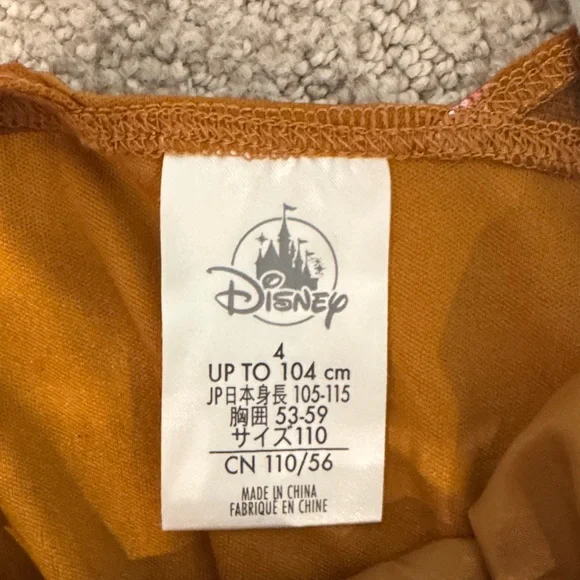 Disney
4
UP TO 104 cm
JP日本身長 105-115
胸囲 53-59
サイズ110
CN 110/56
MADE IN CHINA
FABRIQUÉ EN CHINE